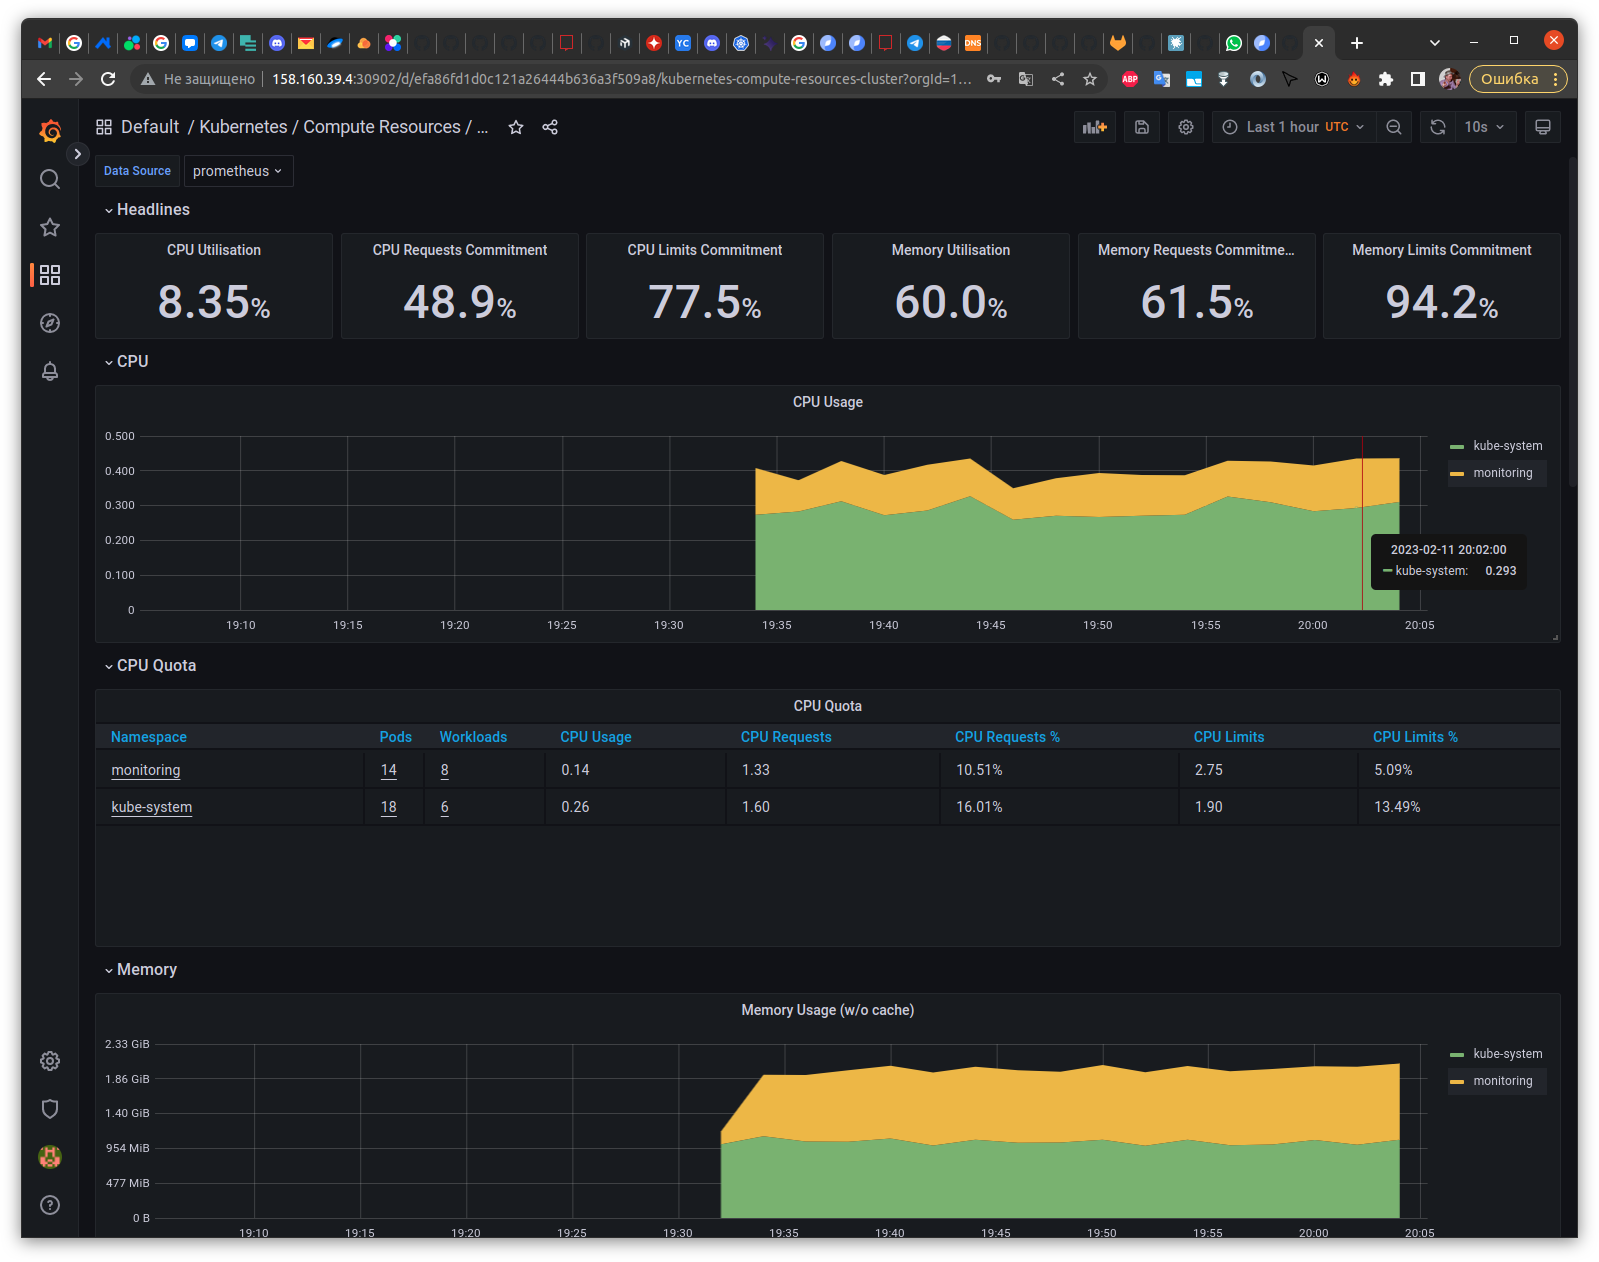 YC
DNS
Не защищено 158.160.39.4:30902/d/efa86fd1d0c121a26444b636a3f509a8/kubernetes-compute-resources-cluster?orgId=1...
ABP
Ошибка
Default / Kubernetes / Compute Resources / ...
Last 1 hour UTC
10s
Data Source prometheus
Headlines
CPU Utilisation
8.35%
CPU Requests Commitment
48.9%
CPU Limits Commitment
77.5%
Memory Utilisation
60.0%
Memory Requests Commitme...
61.5%
Memory Limits Commitment
94.2%
CPU
CPU Usage
0.500
0.400
0.300
0.200
0.100
0
19:10 19:15 19:20 19:25 19:30 19:35 19:40 19:45 19:50 19:55 20:00 20:05
kube-system
monitoring
2023-02-11 20:02:00
kube-system: 0.293
CPU Quota
CPU Quota
Namespace Pods Workloads CPU Usage CPU Requests CPU Requests % CPU Limits CPU Limits %
monitoring 14 8 0.14 1.33 10.51% 2.75 5.09%
kube-system 18 6 0.26 1.60 16.01% 1.90 13.49%
Memory
Memory Usage (w/o cache)
2.33 GiB
1.86 GiB
1.40 GiB
954 MiB
477 MiB
0 B
19:10 19:15 19:20 19:25 19:30 19:35 19:40 19:45 19:50 19:55 20:00 20:05
kube-system
monitoring